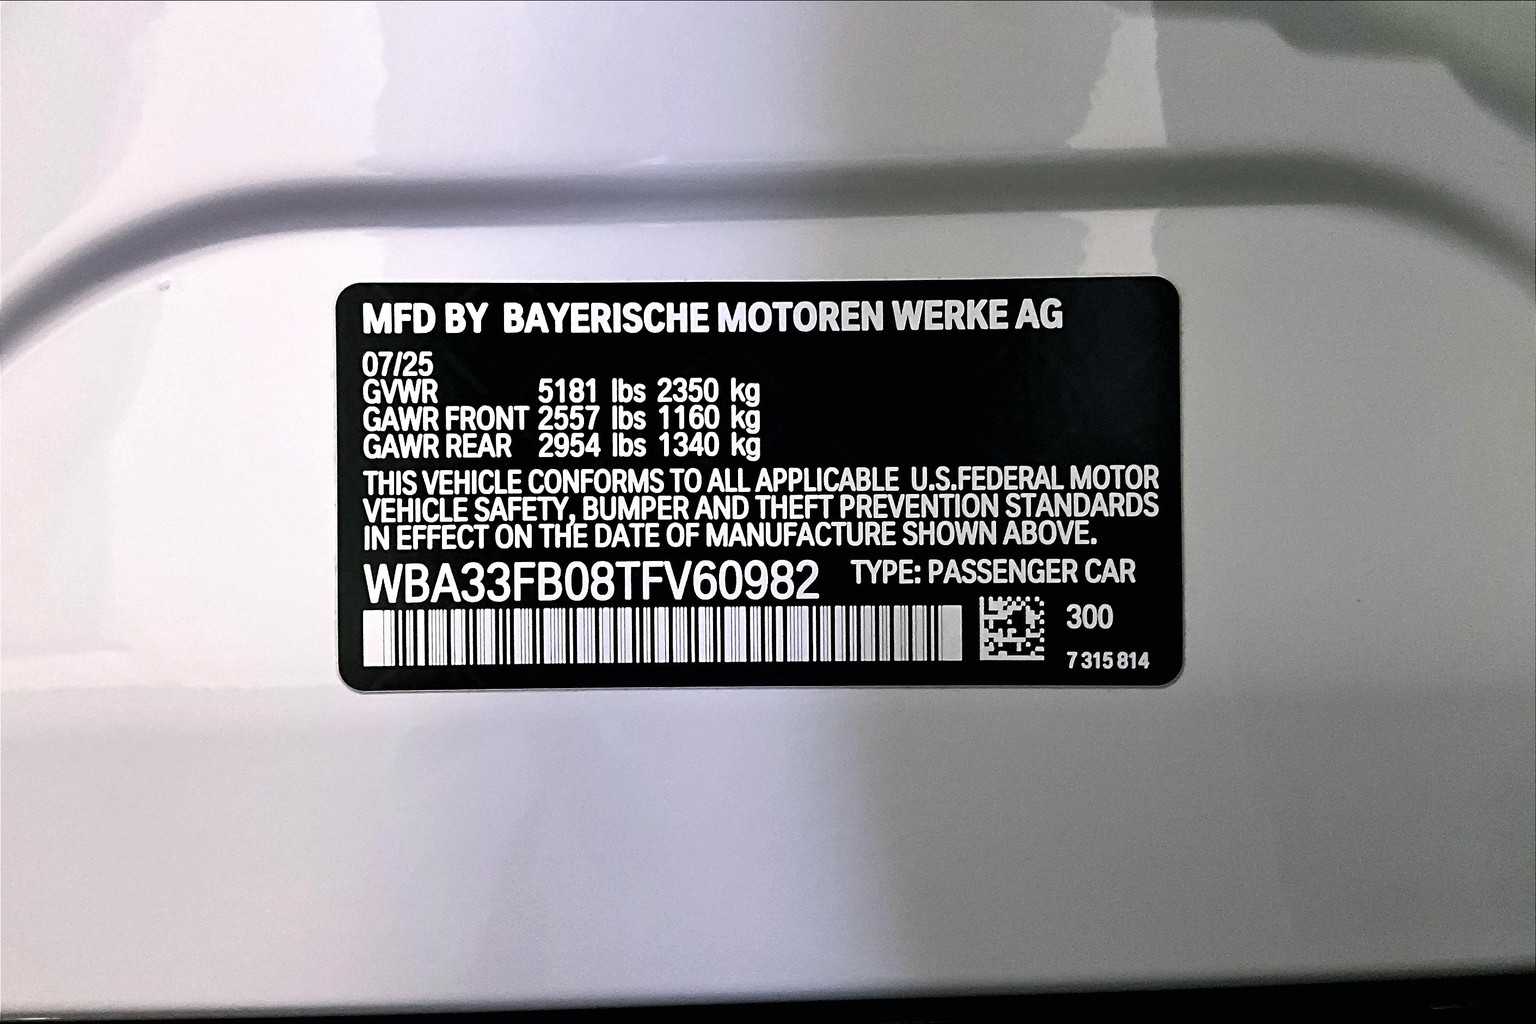 MFD BY BAYERISCHE MOTOREN WERKE AG
07/25
GVWR 5181 lbs 2350 kg
GAWR FRONT 2557 lbs 1160 kg
GAWR REAR 2954 lbs 1340 kg
THIS VEHICLE CONFORMS TO ALL APPLICABLE U.S.FEDERAL MOTOR
VEHICLE SAFETY, BUMPER AND THEFT PREVENTION STANDARDS
IN EFFECT ON THE DATE OF MANUFACTURE SHOWN ABOVE.
WBA33FB08TFV60982 TYPE: PASSENGER CAR
300
7 315 814